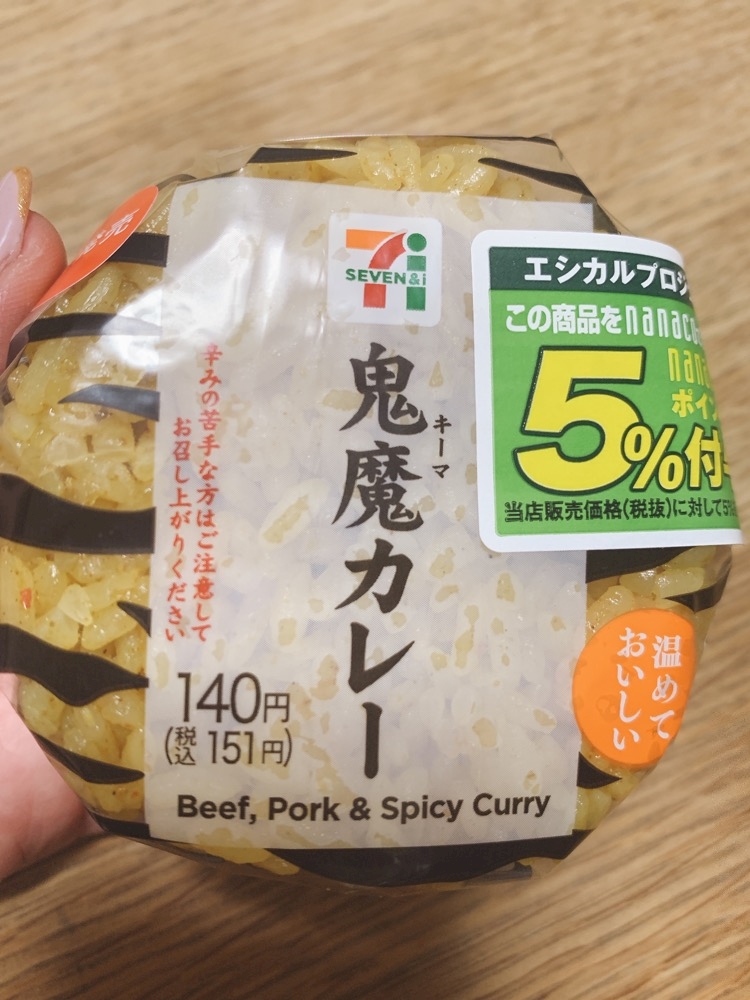 SEVEN&i
エシカルプロジ
この商品をnanaco
nana
ポイ
5%付
当店販売価格(税抜)に対して5%
鬼魔カレー
キーマ
辛みの苦手な方はご注意して
お召し上がりください
温めて
おいしい
140円
(税込 151円)
Beef, Pork & Spicy Curry